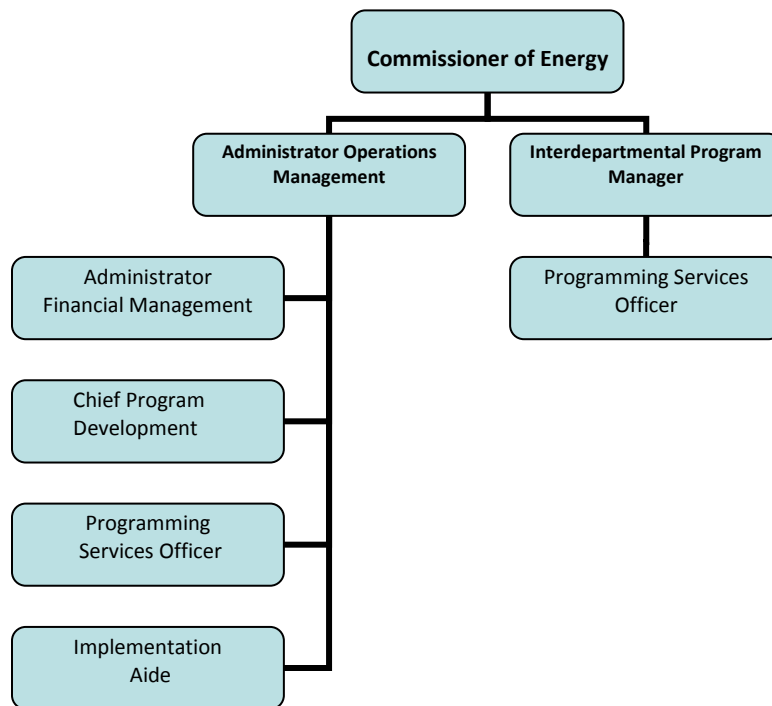 Commissioner of Energy
Administrator Operations
Management
Interdepartmental Program
Manager
Administrator
Financial Management
Programming Services
Officer
Chief Program
Development
Programming
Services Officer
Implementation
Aide